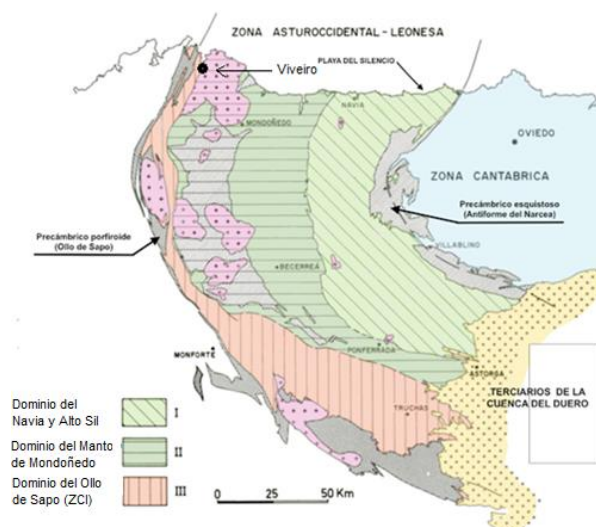 ZONA ASTUROCCIDENTAL - LEONESA
Viveiro
PLAYA DEL SILENCIO
NAVIA
MONDOÑEDO
OVIEDO
ZONA CANTABRICA
Precámbrico esquistoso
(Antiforme del Narcea)
Precámbrico porfiroide
(Ollo de Sapo)
VILLABLINO
BECERREA
MONFORTE
PONFERRADA
ASTORGA
TERCIARIOS DE LA
CUENCA DEL DUERO
TRUCHAS
Dominio del
Navia y Alto Sil
I
Dominio del Manto
de Mondoñedo
II
Dominio del Ollo
de Sapo (ZCI)
III
0 25 50 Km